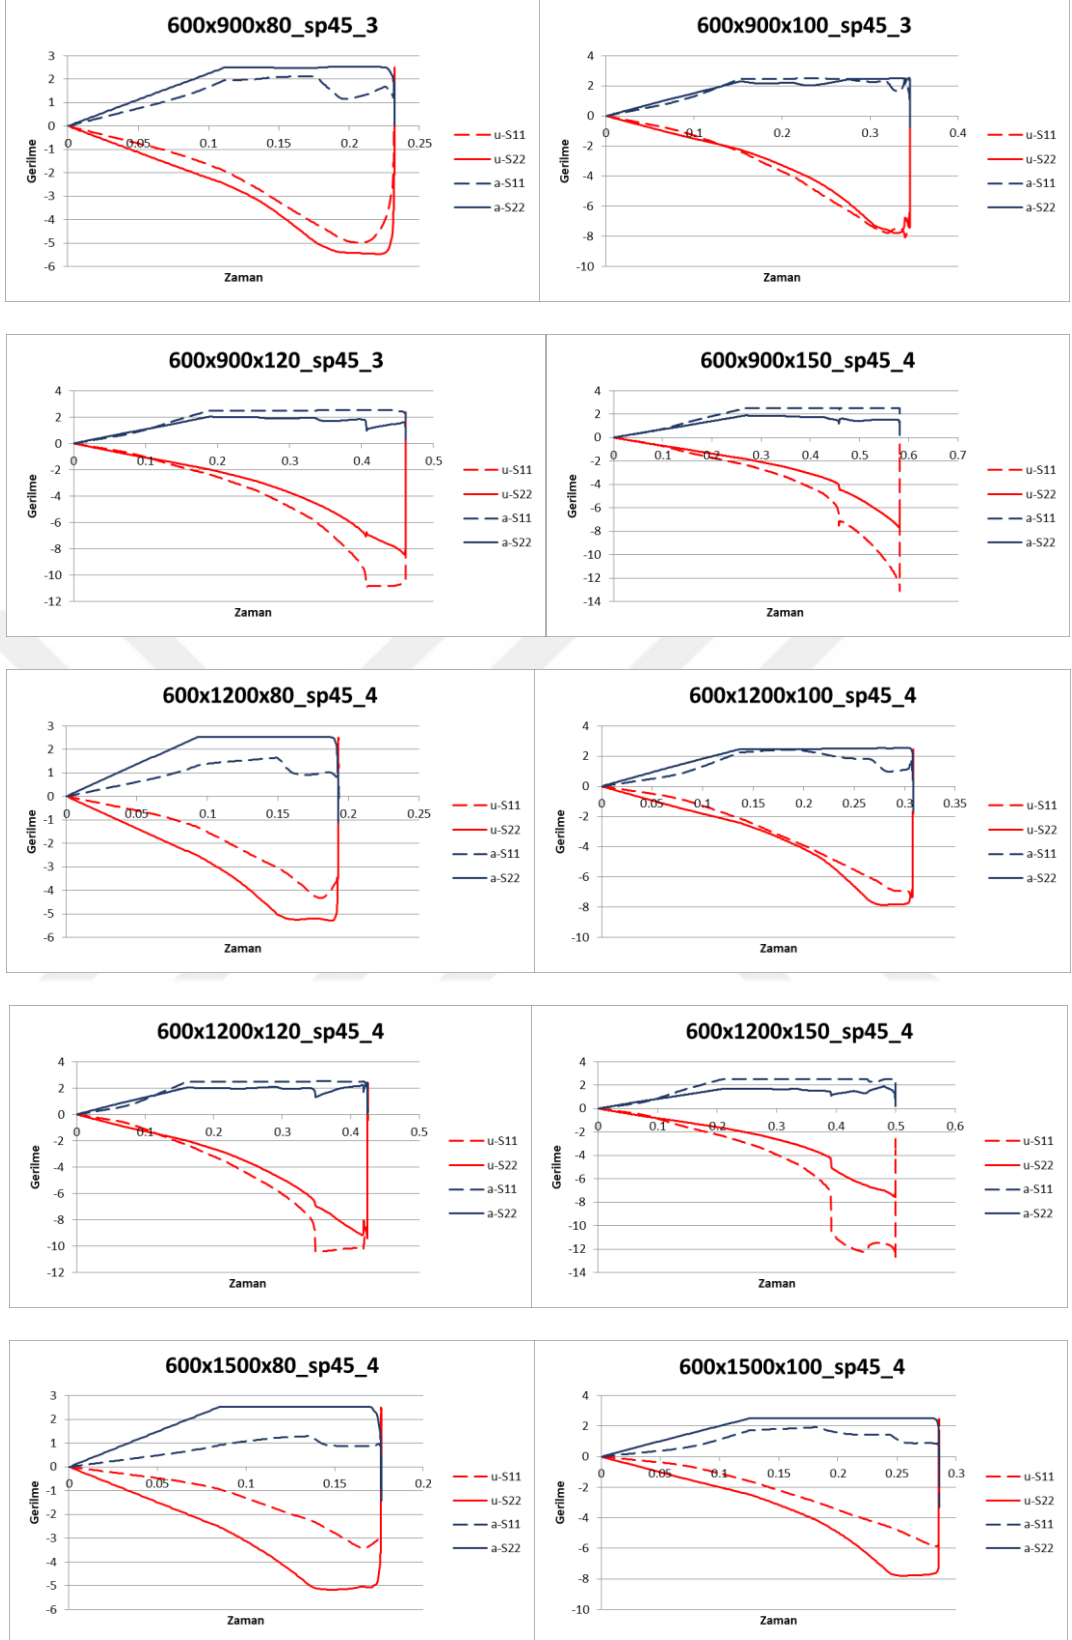 600x900x80_sp45_3
3
2
1
0
-1
-2
-3
-4
-5
-6
0 0.05 0.1 0.15 0.2 0.25
Gerilme
Zaman
u-S11
u-S22
a-S11
a-S22
600x900x100_sp45_3
4
2
0
-2
-4
-6
-8
-10
0 0.1 0.2 0.3 0.4
Gerilme
Zaman
u-S11
u-S22
a-S11
a-S22
600x900x120_sp45_3
4
2
0
-2
-4
-6
-8
-10
-12
0 0.1 0.2 0.3 0.4 0.5
Gerilme
Zaman
u-S11
u-S22
a-S11
a-S22
600x900x150_sp45_4
4
2
0
-2
-4
-6
-8
-10
-12
-14
0 0.1 0.2 0.3 0.4 0.5 0.6 0.7
Gerilme
Zaman
u-S11
u-S22
a-S11
a-S22
600x1200x80_sp45_4
3
2
1
0
-1
-2
-3
-4
-5
-6
0 0.05 0.1 0.15 0.2 0.25
Gerilme
Zaman
u-S11
u-S22
a-S11
a-S22
600x1200x100_sp45_4
4
2
0
-2
-4
-6
-8
-10
0 0.05 0.1 0.15 0.2 0.25 0.3 0.35
Gerilme
Zaman
u-S11
u-S22
a-S11
a-S22
600x1200x120_sp45_4
4
2
0
-2
-4
-6
-8
-10
-12
0 0.1 0.2 0.3 0.4 0.5
Gerilme
Zaman
u-S11
u-S22
a-S11
a-S22
600x1200x150_sp45_4
4
2
0
-2
-4
-6
-8
-10
-12
-14
0 0.1 0.2 0.3 0.4 0.5 0.6
Gerilme
Zaman
u-S11
u-S22
a-S11
a-S22
600x1500x80_sp45_4
3
2
1
0
-1
-2
-3
-4
-5
-6
0 0.05 0.1 0.15 0.2
Gerilme
Zaman
u-S11
u-S22
a-S11
a-S22
600x1500x100_sp45_4
4
2
0
-2
-4
-6
-8
-10
0 0.05 0.1 0.15 0.2 0.25 0.3
Gerilme
Zaman
u-S11
u-S22
a-S11
a-S22